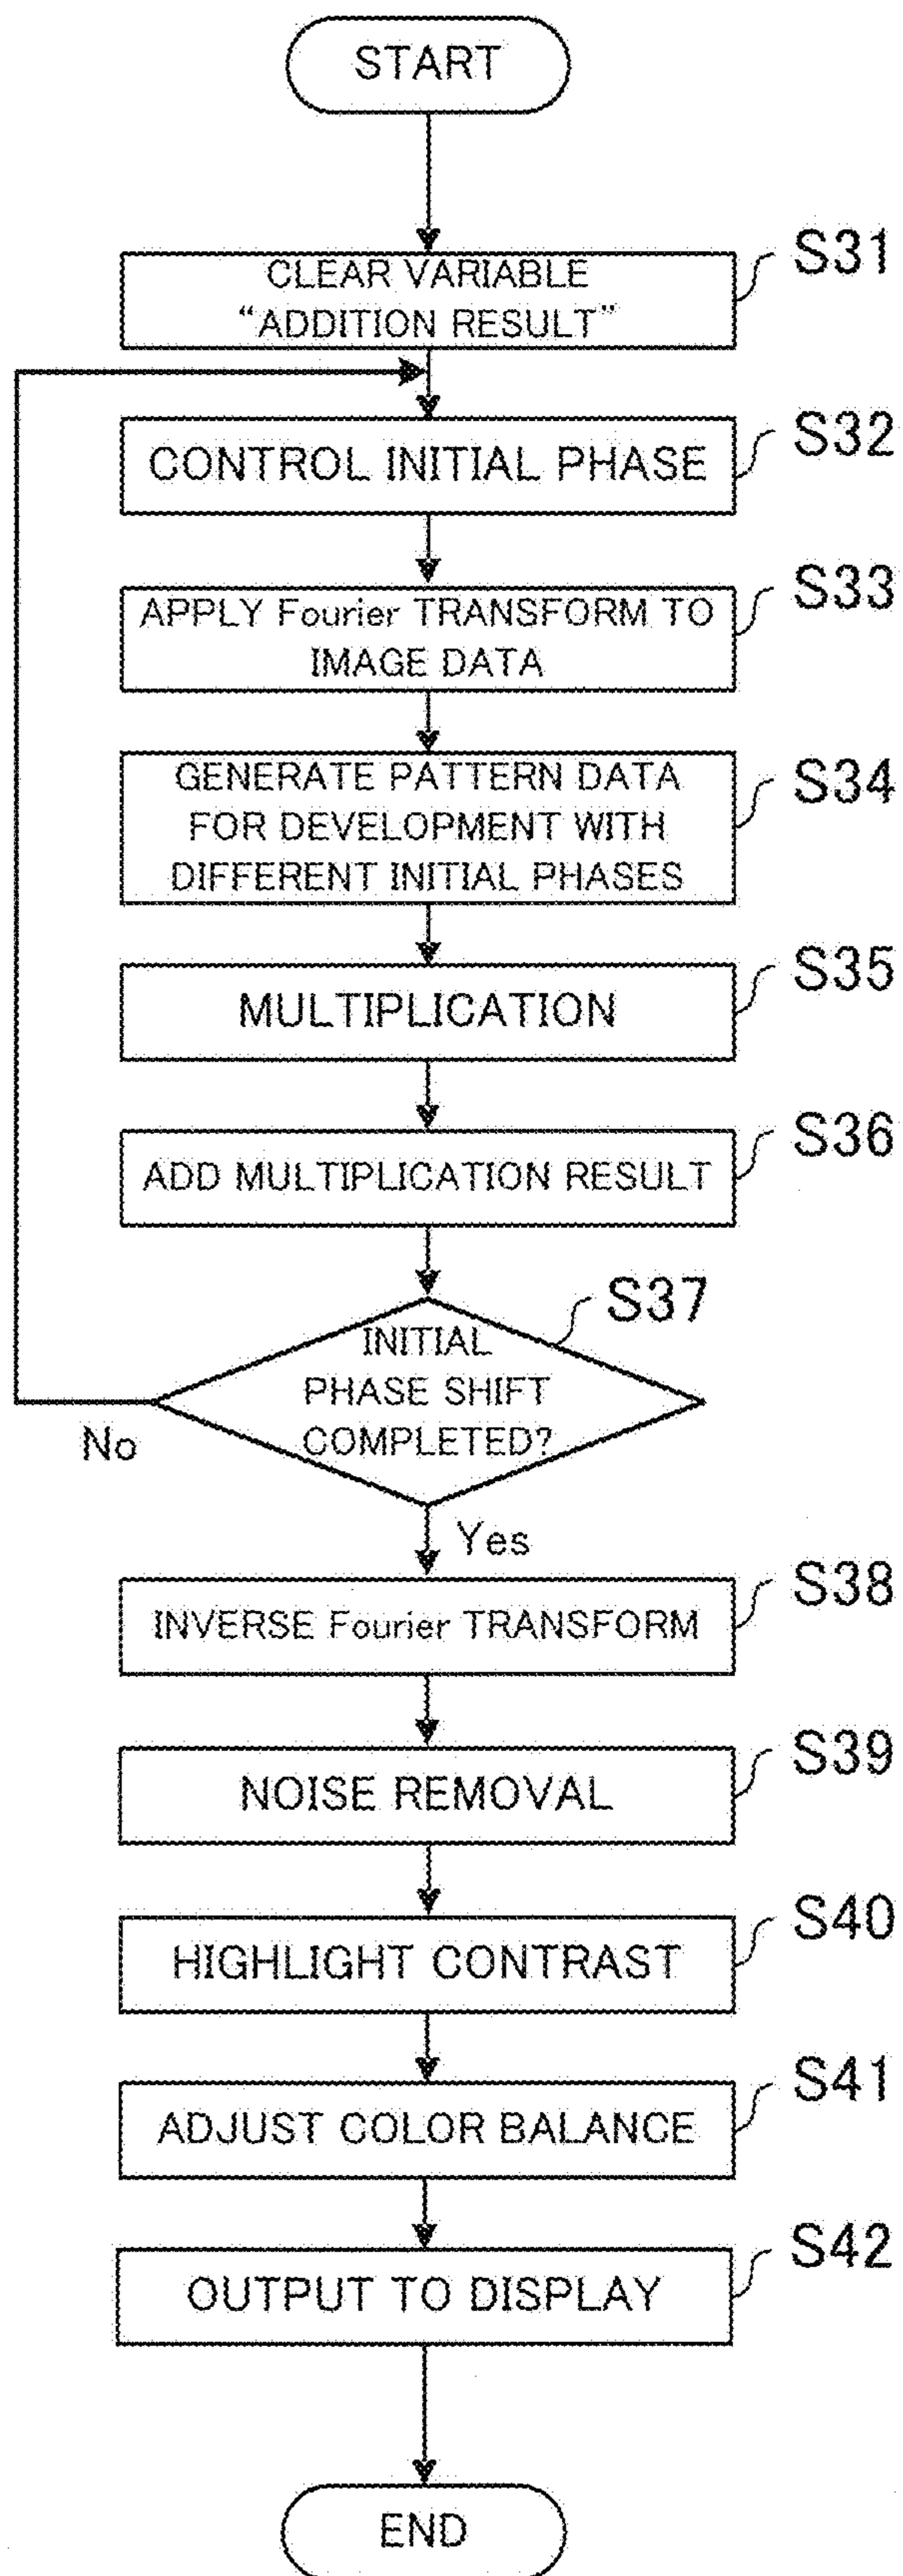 START
S31
CLEAR VARIABLE
“ADDITION RESULT”
S32
CONTROL INITIAL PHASE
S33
APPLY Fourier TRANSFORM TO
IMAGE DATA
S34
GENERATE PATTERN DATA
FOR DEVELOPMENT WITH
DIFFERENT INITIAL PHASES
S35
MULTIPLICATION
S36
ADD MULTIPLICATION RESULT
S37
INITIAL
PHASE SHIFT
COMPLETED?
No
Yes
S38
INVERSE Fourier TRANSFORM
S39
NOISE REMOVAL
S40
HIGHLIGHT CONTRAST
S41
ADJUST COLOR BALANCE
S42
OUTPUT TO DISPLAY
END